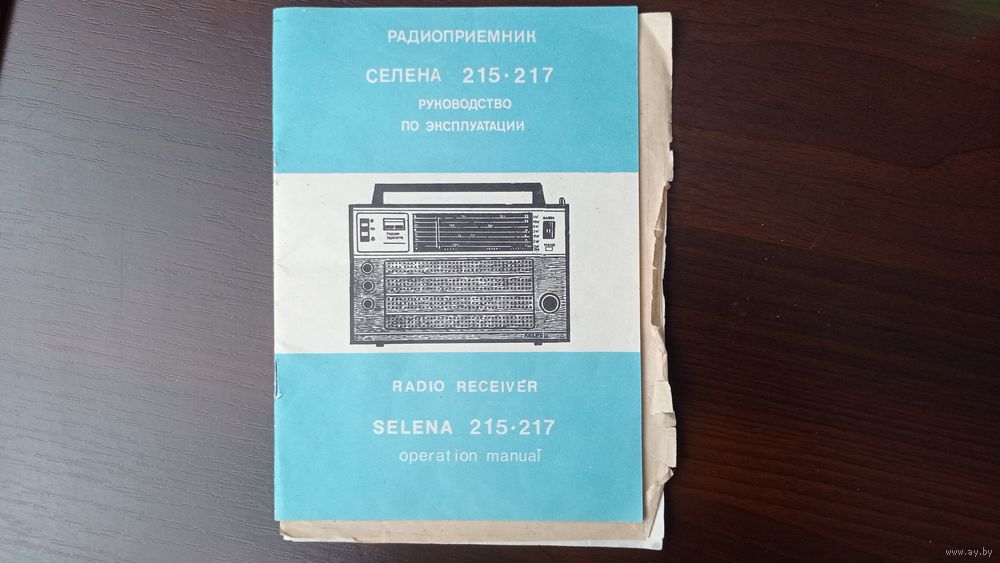 РАДИОПРИЕМНИК
СЕЛЕНА 215·217
РУКОВОДСТВО
ПО ЭКСПЛУАТАЦИИ
RADIO RECEIVER
SELENA 215·217
operation manual
www.ay.by